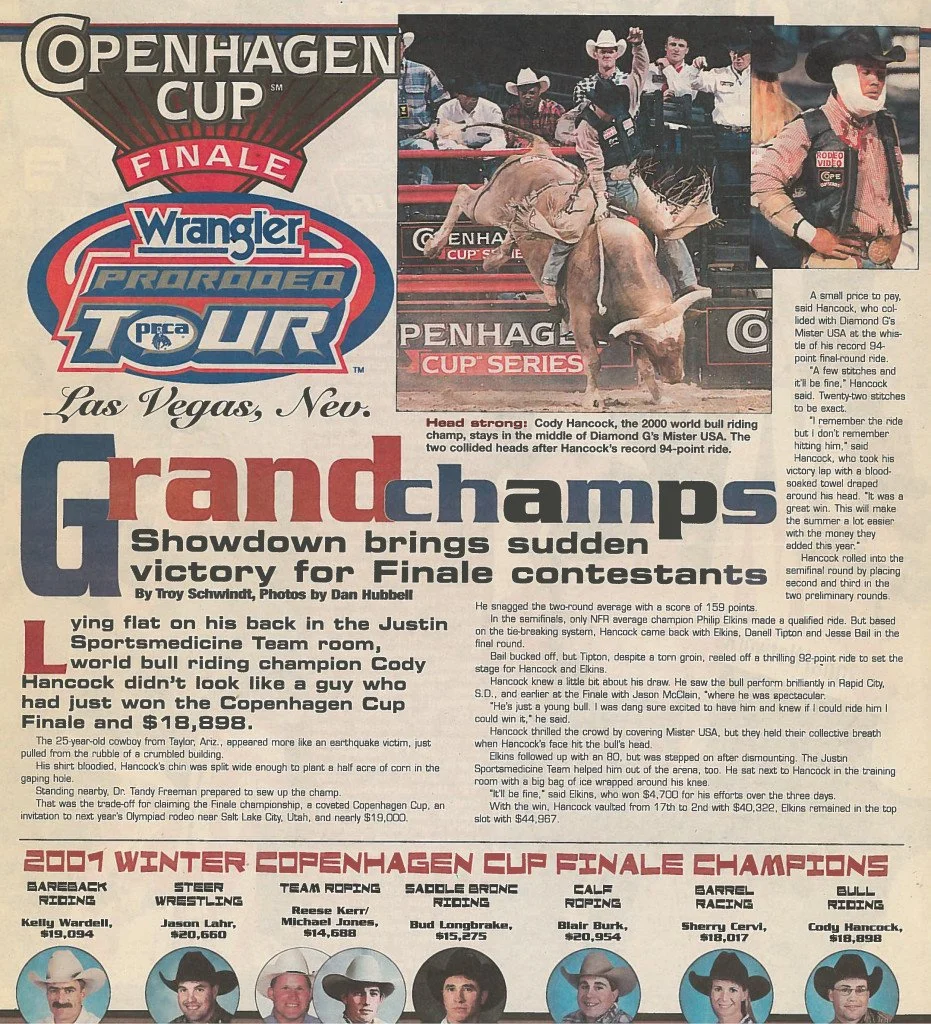 COPENHAGEN
CUP SM
FINALE
Wrangler
PRORODEO
TOUR
prca
TM
Las Vegas, Nev.
ENHA
CUP SE
PENHAG
CUP SERIES
CO
RODEO
VIDEO
COPE
Head strong: Cody Hancock, the 2000 world bull riding
champ, stays in the middle of Diamond G's Mister USA. The
two collided heads after Hancock's record 94-point ride.
Grandchamps
Showdown brings sudden
victory for Finale contestants
By Troy Schwindt, Photos by Dan Hubbell
Lying flat on his back in the Justin
Sportsmedicine Team room,
world bull riding champion Cody
Hancock didn't look like a guy who
had just won the Copenhagen Cup
Finale and $18,898.
The 25-year-old cowboy from Taylor, Ariz., appeared more like an earthquake victim, just
pulled from the rubble of a crumbled building.
His shirt bloodied, Hancock's chin was split wide enough to plant a half acre of corn in the
gaping hole.
Standing nearby, Dr. Tandy Freeman prepared to sew up the champ.
That was the trade-off for claiming the Finale championship, a coveted Copenhagen Cup, an
invitation to next year's Olympiad rodeo near Salt Lake City, Utah, and nearly $19,000.
A small price to pay,
said Hancock, who col-
lided with Diamond G's
Mister USA at the whis-
tle of his record 94-
point final-round ride.
"A few stitches and
it'll be fine," Hancock
said. Twenty-two stitches
to be exact.
"I remember the ride
but I don't remember
hitting him," said
Hancock, who took his
victory lap with a blood-
soaked towel draped
around his head. "It was a
great win. This will make
the summer a lot easier
with the money they
added this year."
Hancock rolled into the
semifinal round by placing
second and third in the
two preliminary rounds.
He snagged the two-round average with a score of 159 points.
In the semifinals, only NFR average champion Philip Elkins made a qualified ride. But based
on the tie-breaking system, Hancock came back with Elkins, Danell Tipton and Jesse Bail in the
final round.
Bail bucked off, but Tipton, despite a torn groin, reeled off a thrilling 92-point ride to set the
stage for Hancock and Elkins.
Hancock knew a little bit about his draw. He saw the bull perform brilliantly in Rapid City,
S.D., and earlier at the Finale with Jason McClain, "where he was spectacular.
"He's just a young bull. I was dang sure excited to have him and knew if I could ride him I
could win it," he said.
Hancock thrilled the crowd by covering Mister USA, but they held their collective breath
when Hancock's face hit the bull's head.
Elkins followed up with an 80, but was stepped on after dismounting. The Justin
Sportsmedicine Team helped him out of the arena, too. He sat next to Hancock in the training
room with a big bag of ice wrapped around his knee.
"It'll be fine," said Elkins, who won $4,700 for his efforts over the three days.
With the win, Hancock vaulted from 17th to 2nd with $40,322, Elkins remained in the top
slot with $44,967.
2001 WINTER COPENHAGEN CUP FINALE CHAMPIONS
BAREBACK
RIDING
Kelly Wardell,
$19,094
STEER
WRESTLING
Jason Lahr,
$20,660
TEAM ROPING
Reese Kerr/
Michael Jones,
$14,688
SADDLE BRONC
RIDING
Bud Longbrake,
$15,275
CALF
ROPING
Blair Burk,
$20,954
BARREL
RACING
Sherry Cervi,
$18,017
BULL
RIDING
Cody Hancock,
$18,898